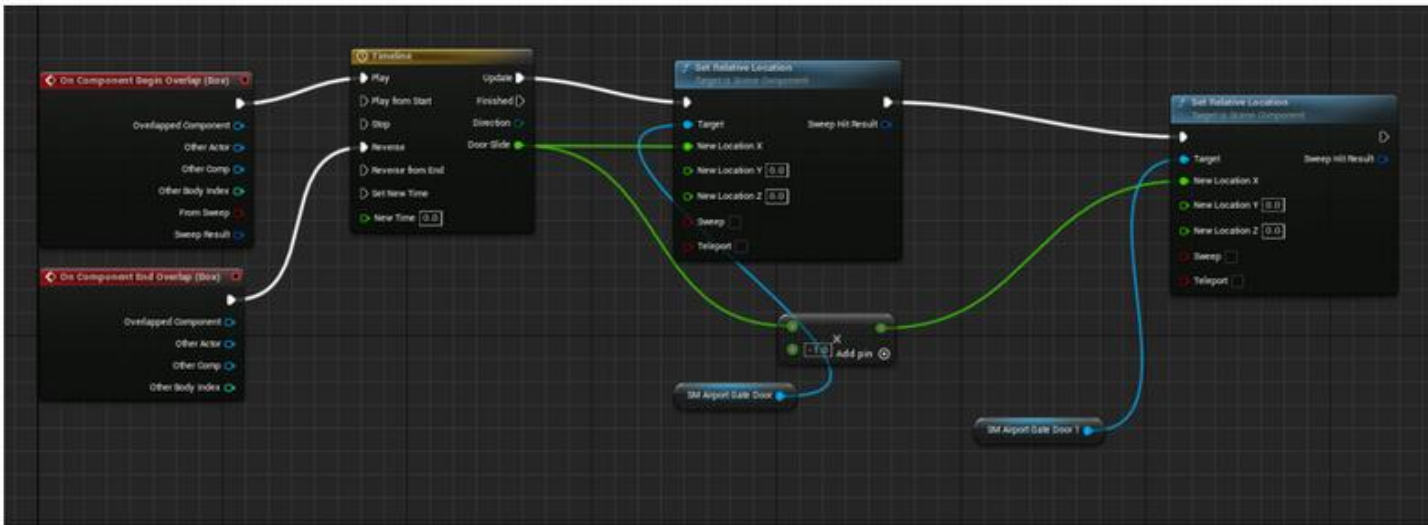 On Component Begin Overlap (Box)
Overlapped Component
Other Actor
Other Comp
Other Body Index
From Sweep
Sweep Result
On Component End Overlap (Box)
Overlapped Component
Other Actor
Other Comp
Other Body Index
Timeline
Play
Update
Play from Start
Finished
Stop
Direction
Reverse
Door Slide
Reverse from End
Set New Time
New Time 0.0
Set Relative Location
Target is Scene Component
Target
Sweep Hit Result
New Location X
New Location Y 0.0
New Location Z 0.0
Sweep
Teleport
-1.0
Add pin
SM Airport Gate Door
SM Airport Gate Door 1
Set Relative Location
Target is Scene Component
Target
Sweep Hit Result
New Location X
New Location Y 0.0
New Location Z 0.0
Sweep
Teleport